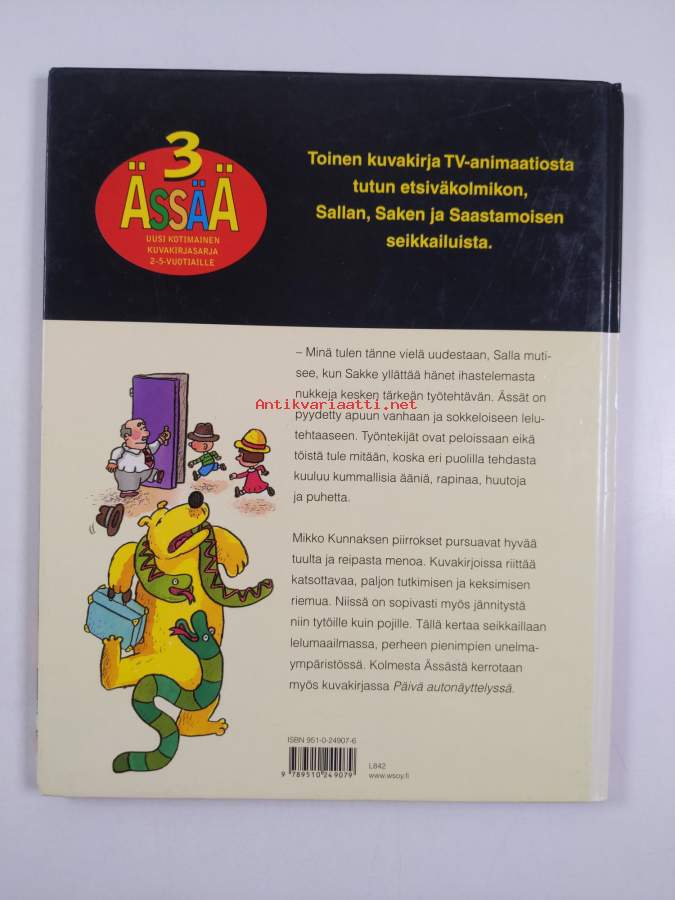 3
ÄSSÄÄ
UUSI KOTIMAINEN
KUVAKIRJASARJA
2-5-VUOTIAILLE
Toinen kuvakirja TV-animaatiosta
tutun etsiväkolmikon,
Sallan, Saken ja Saastamoisen
seikkailuista.
– Minä tulen tänne vielä uudestaan, Salla muti-
see, kun Sakke yllättää hänet ihastelemasta
nukkeja kesken tärkeän työtehtävän. Ässät on
Antikvariaatti.net
pyydetty apuun vanhaan ja sokkeloiseen lelu-
tehtaaseen. Työntekijät ovat peloissaan eikä
töistä tule mitään, koska eri puolilla tehdasta
kuuluu kummallisia ääniä, rapinaa, huutoja
ja puhetta.
Mikko Kunnaksen piirrokset pursuavat hyvää
tuulta ja reipasta menoa. Kuvakirjoissa riittää
katsottavaa, paljon tutkimisen ja keksimisen
riemua. Niissä on sopivasti myös jännitystä
niin tytöille kuin pojille. Tällä kertaa seikkaillaan
lelumaailmassa, perheen pienimpien unelma-
ympäristössä. Kolmesta Ässästä kerrotaan
myös kuvakirjassa Päivä autonäyttelyssä.
ISBN 951-0-24907-6
9 789510 249079
L842
www.wsoy.fi